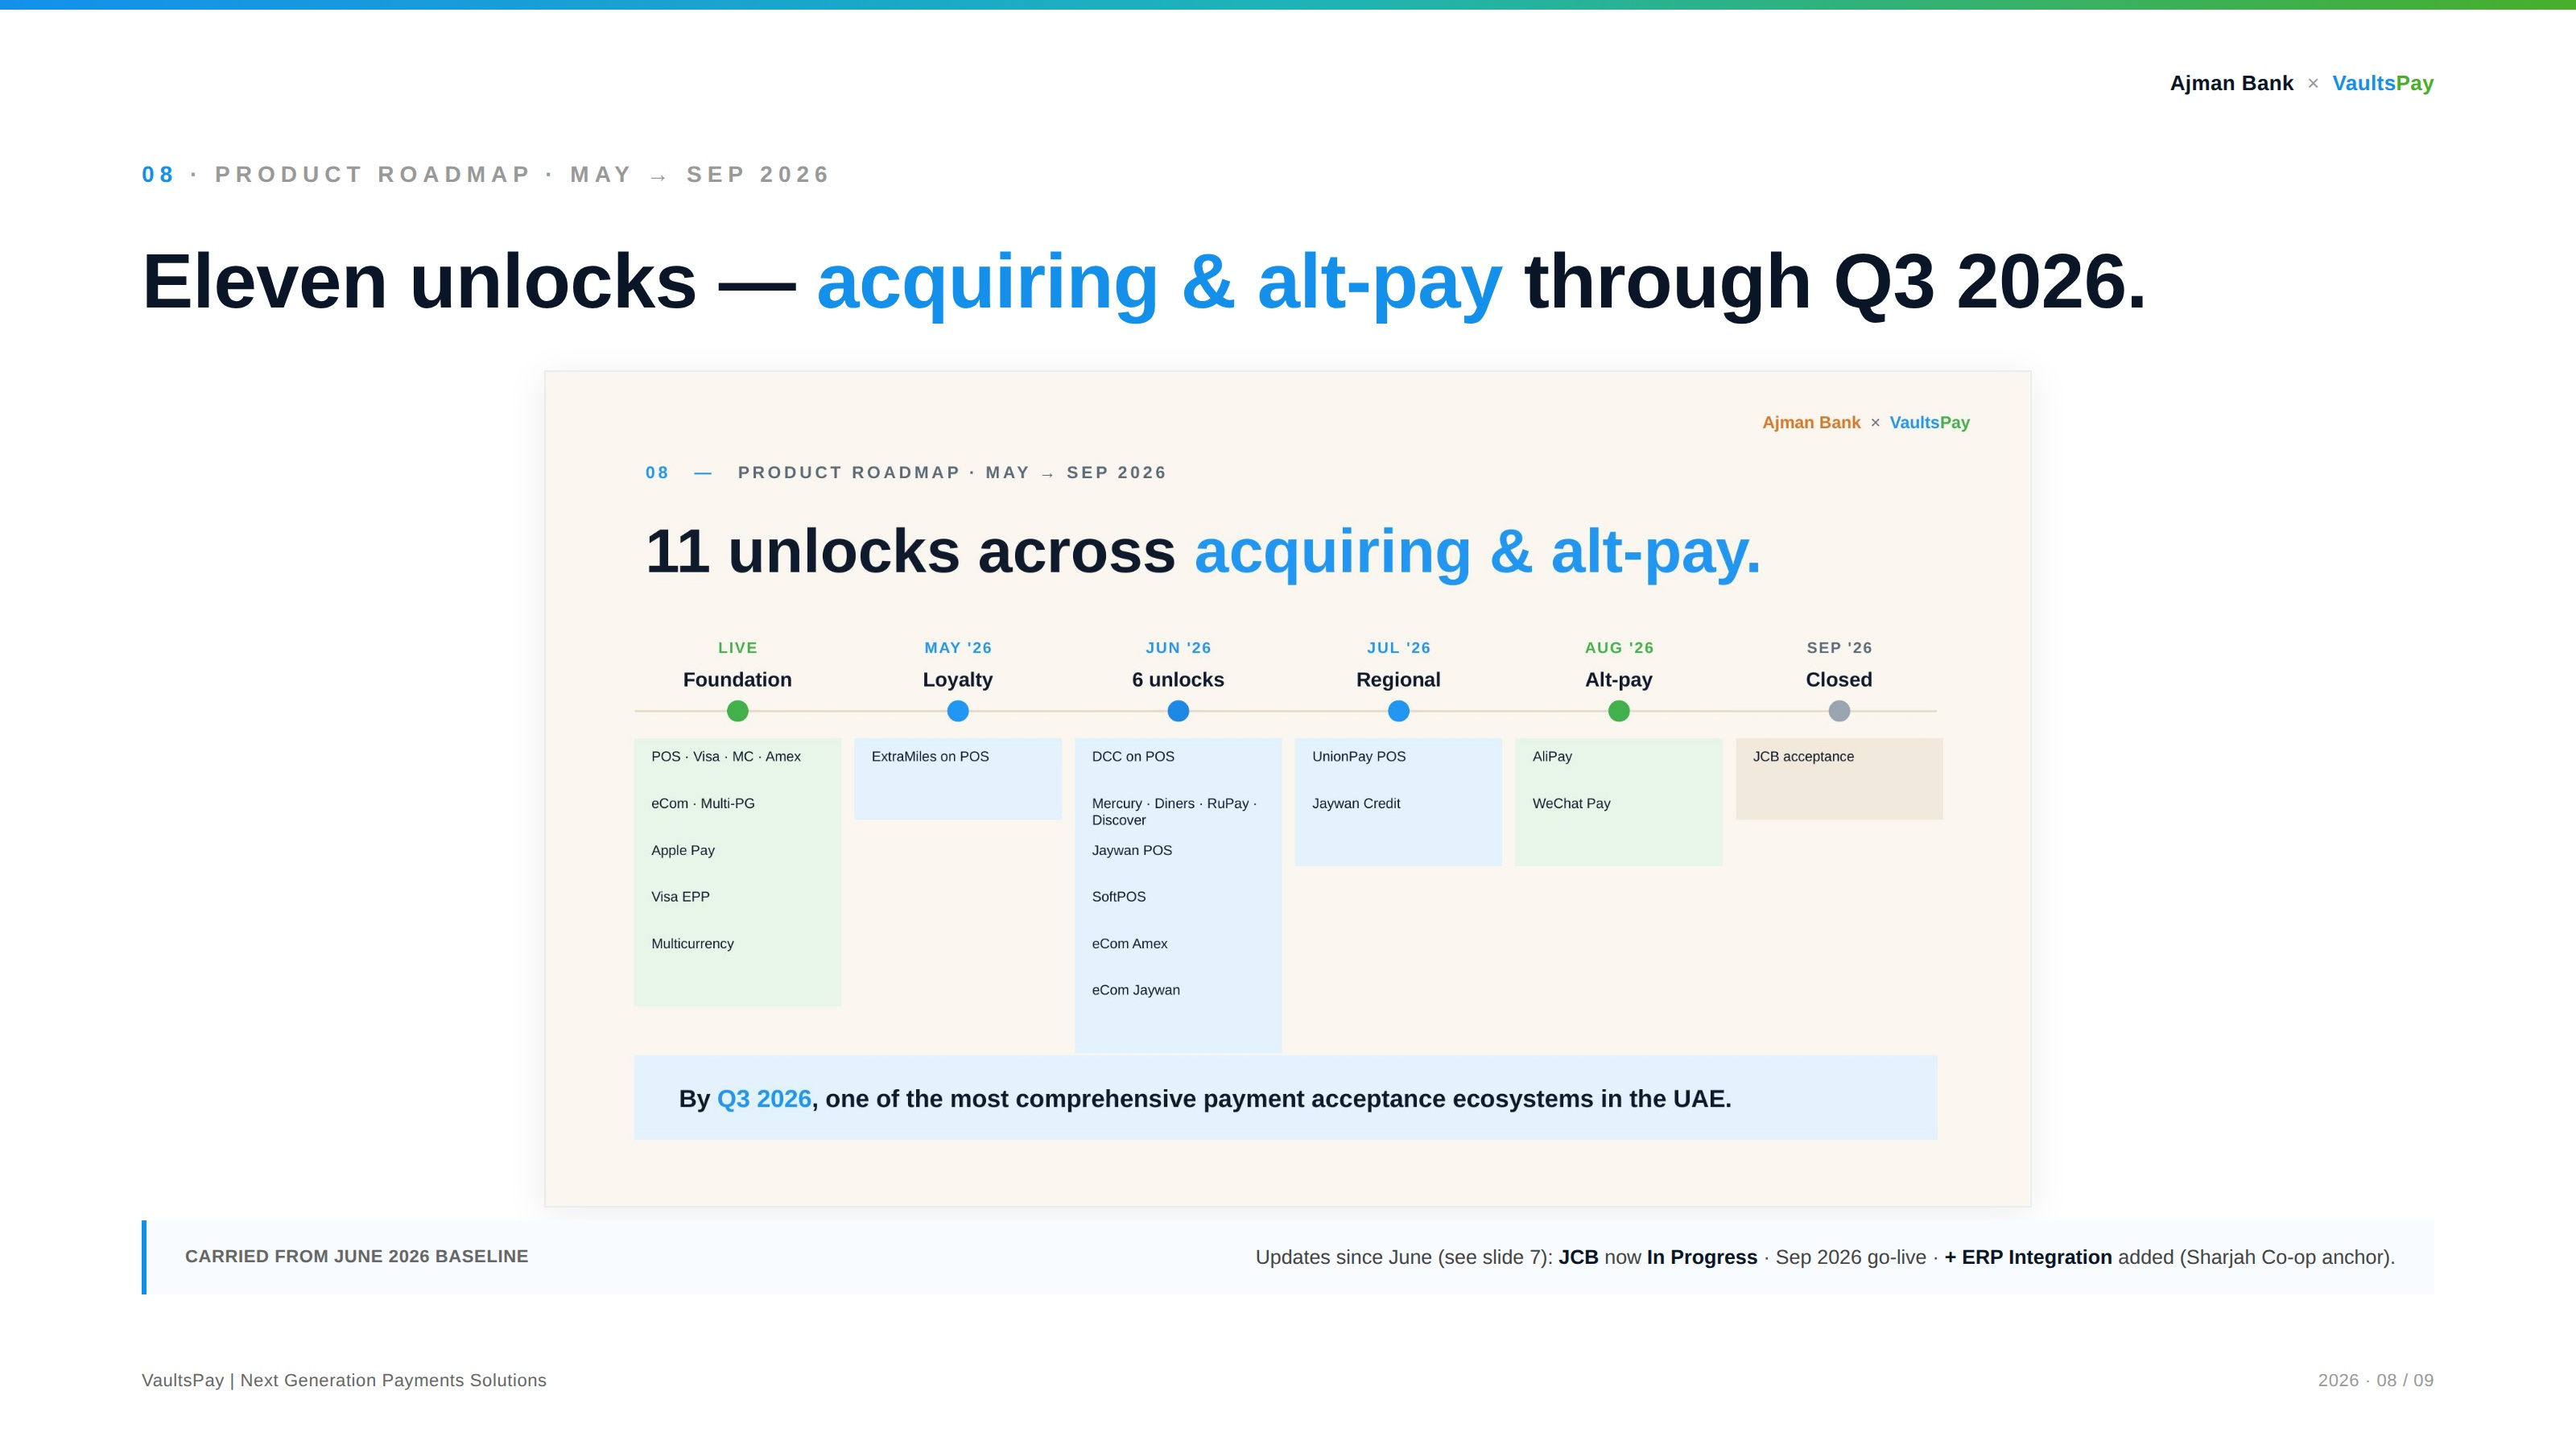 Ajman Bank × VaultsPay
08 · PRODUCT ROADMAP · MAY → SEP 2026
Eleven unlocks — acquiring & alt-pay through Q3 2026.
Ajman Bank × VaultsPay
08 — PRODUCT ROADMAP · MAY → SEP 2026
11 unlocks across acquiring & alt-pay.
LIVE
Foundation
POS · Visa · MC · Amex
eCom · Multi-PG
Apple Pay
Visa EPP
Multicurrency
MAY '26
Loyalty
ExtraMiles on POS
JUN '26
6 unlocks
DCC on POS
Mercury · Diners · RuPay ·
Discover
Jaywan POS
SoftPOS
eCom Amex
eCom Jaywan
JUL '26
Regional
UnionPay POS
Jaywan Credit
AUG '26
Alt-pay
AliPay
WeChat Pay
SEP '26
Closed
JCB acceptance
By Q3 2026, one of the most comprehensive payment acceptance ecosystems in the UAE.
CARRIED FROM JUNE 2026 BASELINE
Updates since June (see slide 7): JCB now In Progress · Sep 2026 go-live · + ERP Integration added (Sharjah Co-op anchor).
VaultsPay | Next Generation Payments Solutions
2026 · 08 / 09